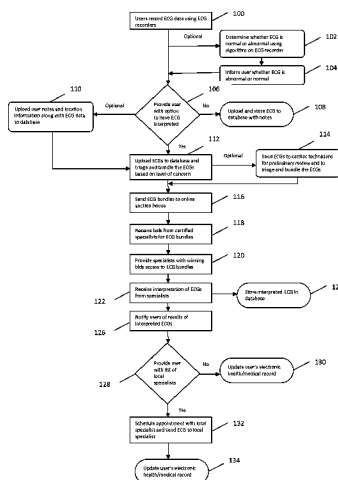 Users record ECG data using ECG
recorders
100
Optional
Determine whether ECG is
normal or abnormal using
algorithm on ECG recorder
102
Inform user whether ECG is
abnormal or normal
104
110
Upload user notes and location
information along with ECG data
to database
Optional
106
Provide user
with option
to have ECG
interpreted
No
Upload and store ECG to
database with notes
108
Yes
112
Upload ECGs to database and
triage and bundle the ECGs
based on level of concern
Optional
114
Send ECGs to cardiac technicians
for preliminary review and to
triage and bundle the ECGs
Send ECG bundles to online
auction house
116
Receive bids from certified
specialists for ECG bundles
118
Provide specialists with winning
bids access to ECG bundles
120
122
Receive interpretation of ECGs
from specialists
Store interpreted ECG in
database
12
126
Notify users of results of
interpreted ECGs
128
Provide user
with list of
local
specialists
No
Update user's electronic
health/medical record
130
Yes
Schedule appointment with local
specialist and send ECG to local
specialist
132
Update user's electronic
health/medical record
134